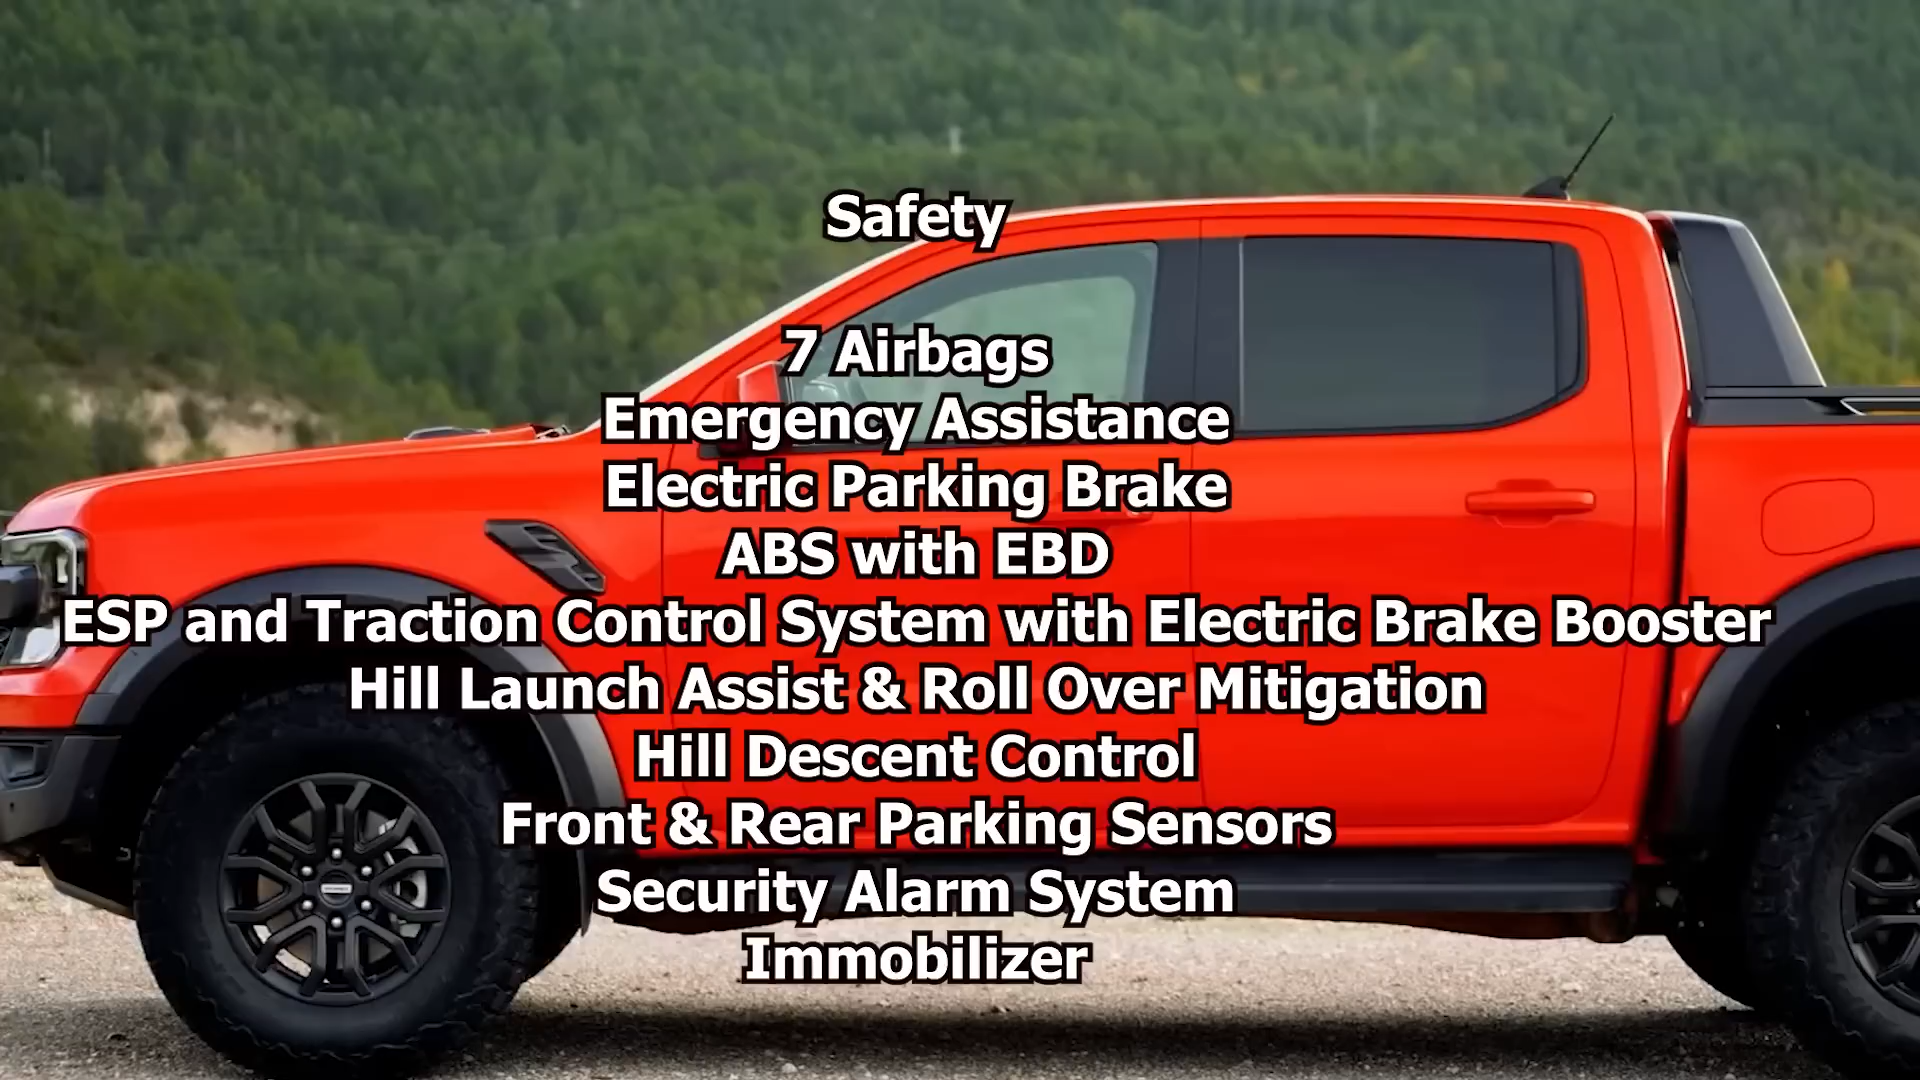 Safety
7 Airbags
Emergency Assistance
Electric Parking Brake
ABS with EBD
ESP and Traction Control System with Electric Brake Booster
Hill Launch Assist & Roll Over Mitigation
Hill Descent Control
Front & Rear Parking Sensors
Security Alarm System
Immobilizer